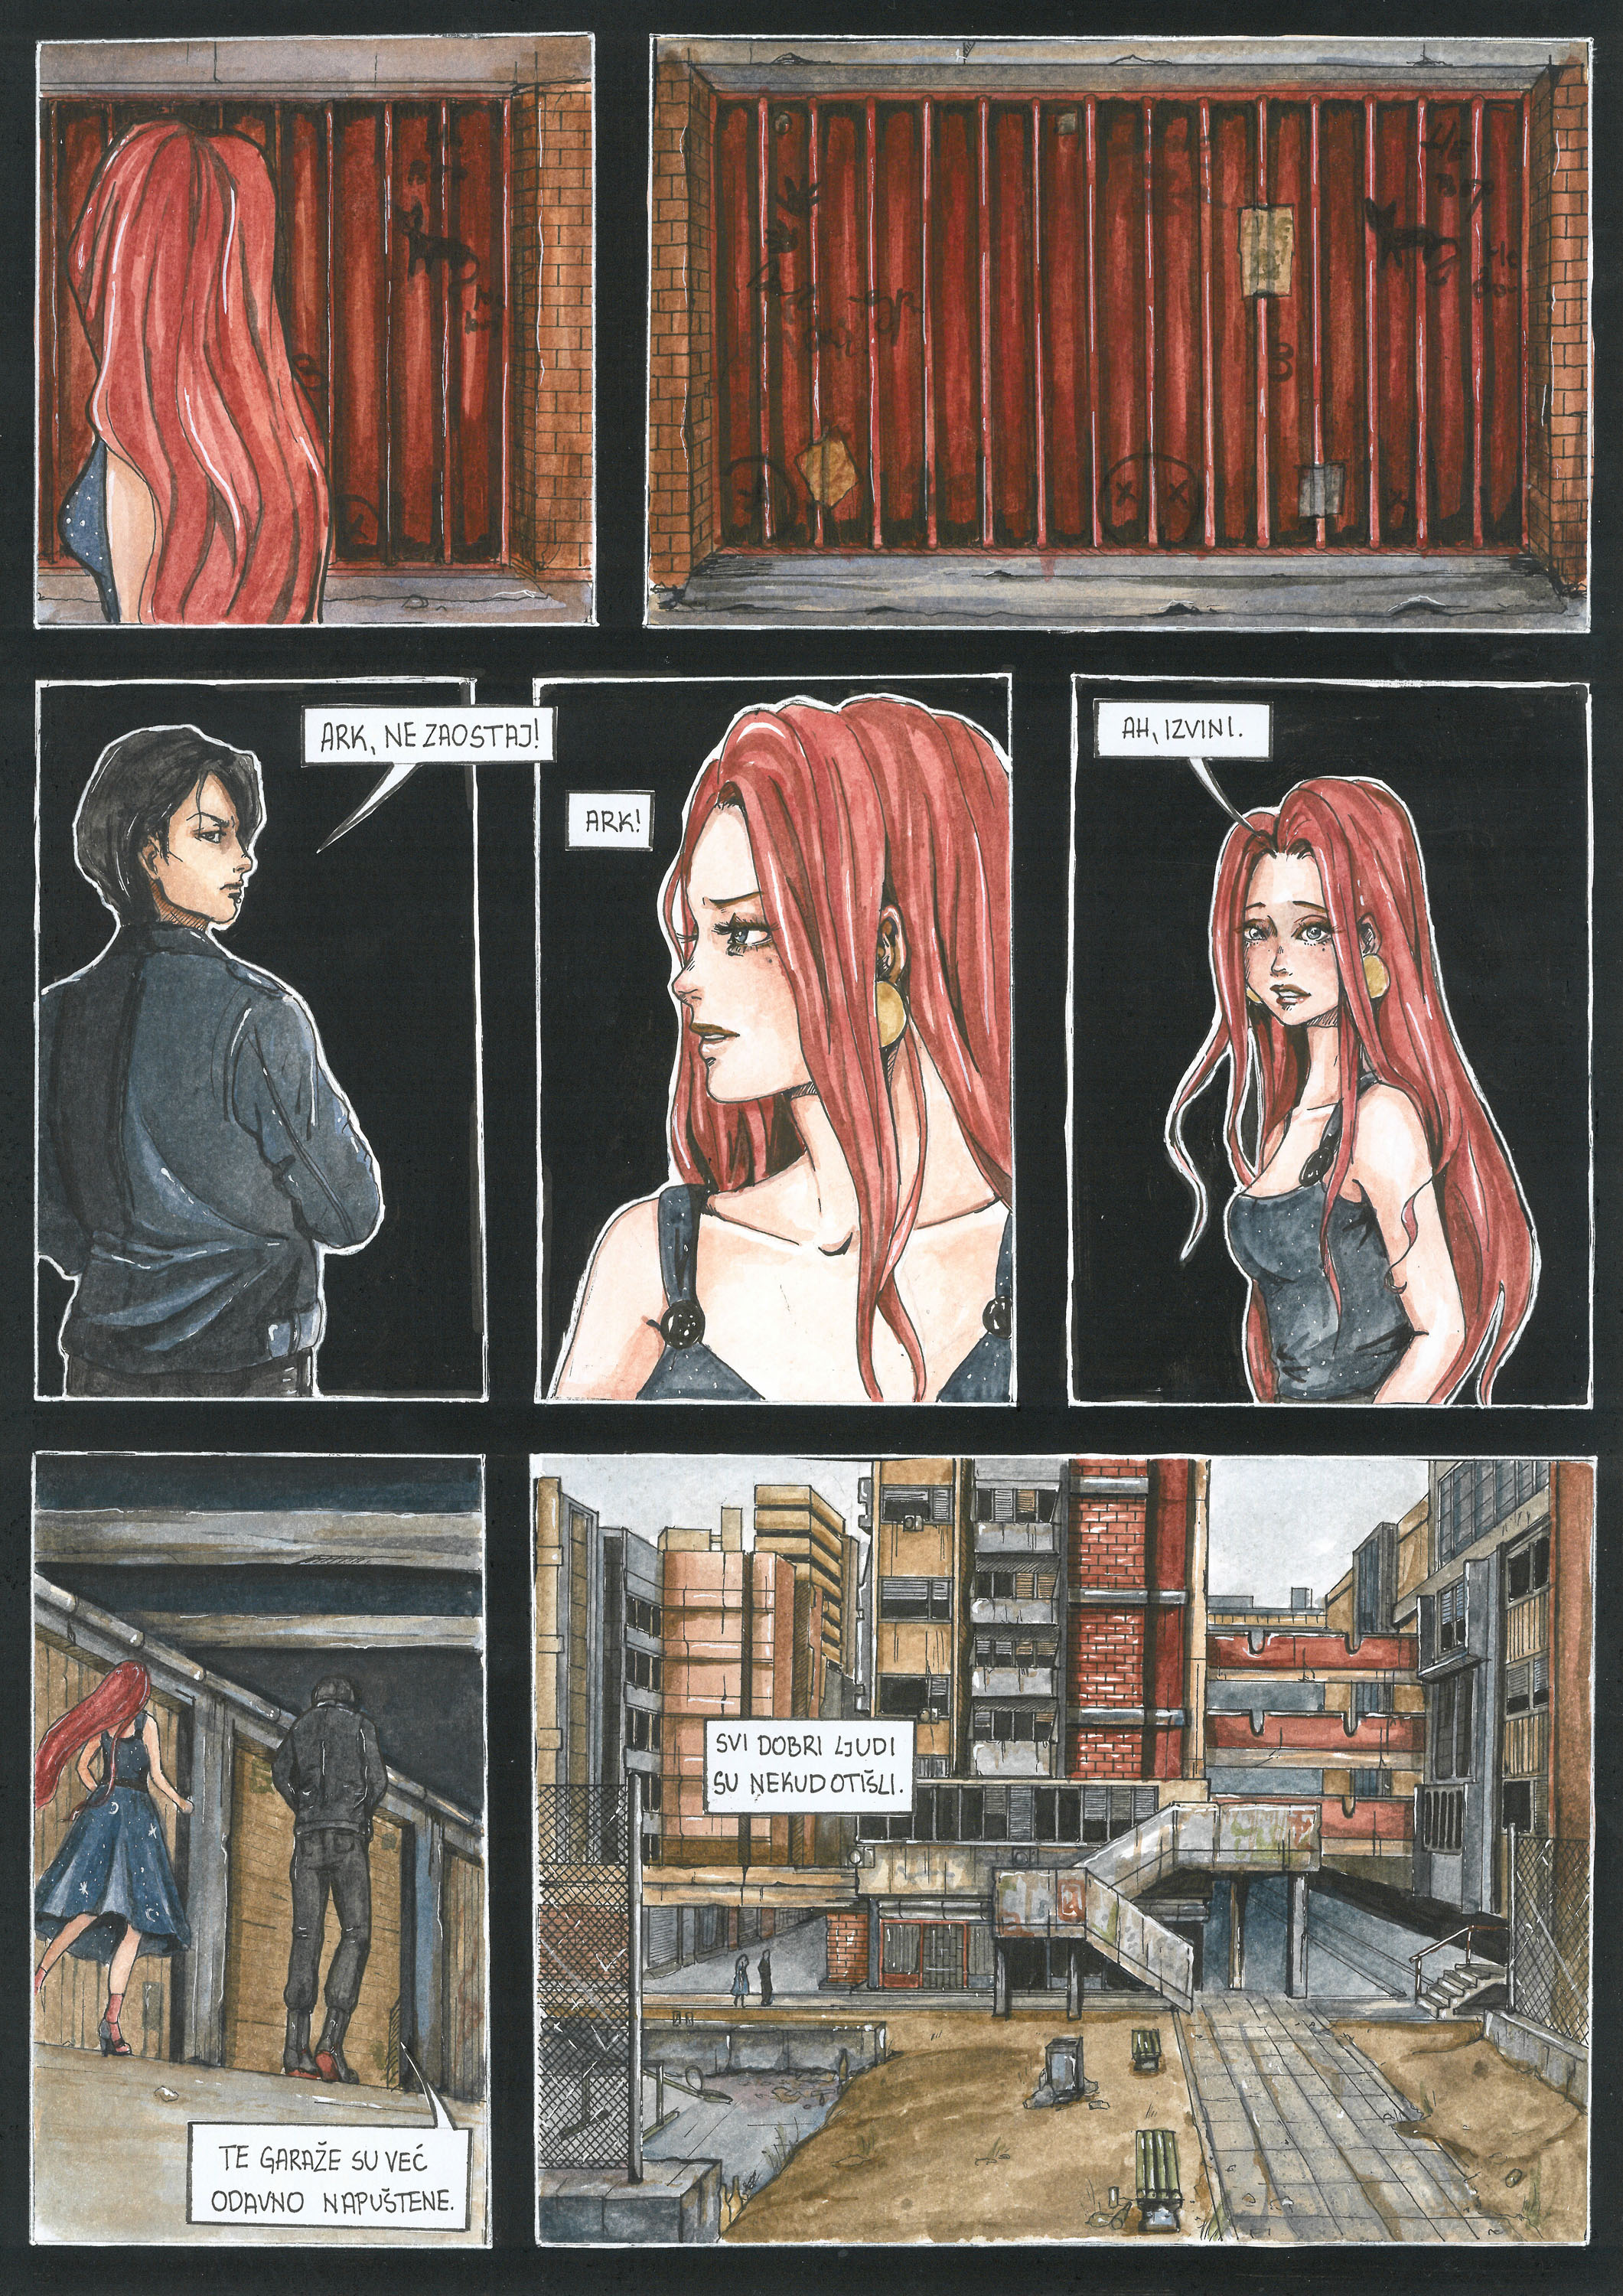 ARK, NE ZAOSTAJ!
ARK!
AH, IZVINI.
TE GARAŽE SU VEĆ
ODAVNO NAPUŠTENE.
SVI DOBRI LJUDI
SU NEKUD OTIŠLI.